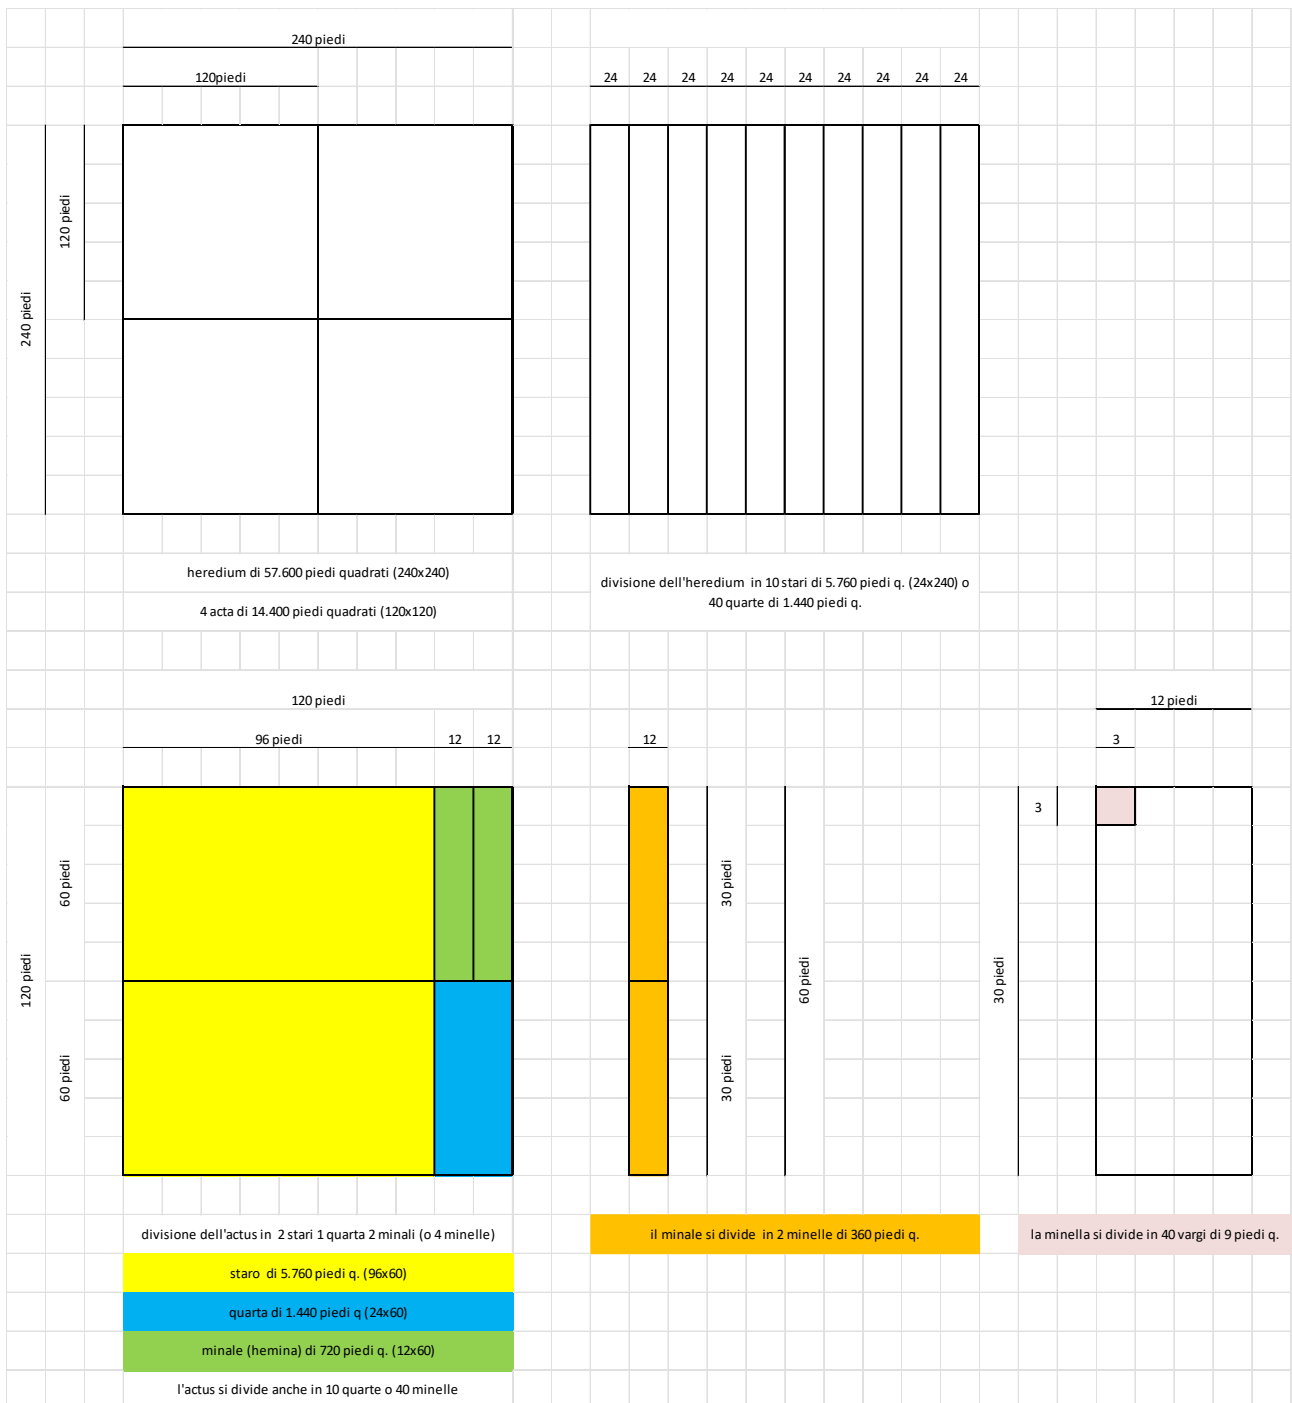 240 piedi
120piedi
24 24 24 24 24 24 24 24 24 24
120 piedi
240 piedi
heredium di 57.600 piedi quadrati (240x240)
4 acta di 14.400 piedi quadrati (120x120)
divisione dell'heredium in 10 stari di 5.760 piedi q. (24x240) o
40 quarte di 1.440 piedi q.
120 piedi
96 piedi 12 12
60 piedi
120 piedi
60 piedi
12
30 piedi
60 piedi
30 piedi
12 piedi
3
3
30 piedi
divisione dell'actus in 2 stari 1 quarta 2 minali (o 4 minelle)
staro di 5.760 piedi q. (96x60)
quarta di 1.440 piedi q (24x60)
minale (hemina) di 720 piedi q. (12x60)
l'actus si divide anche in 10 quarte o 40 minelle
il minale si divide in 2 minelle di 360 piedi q.
la minella si divide in 40 vargi di 9 piedi q.